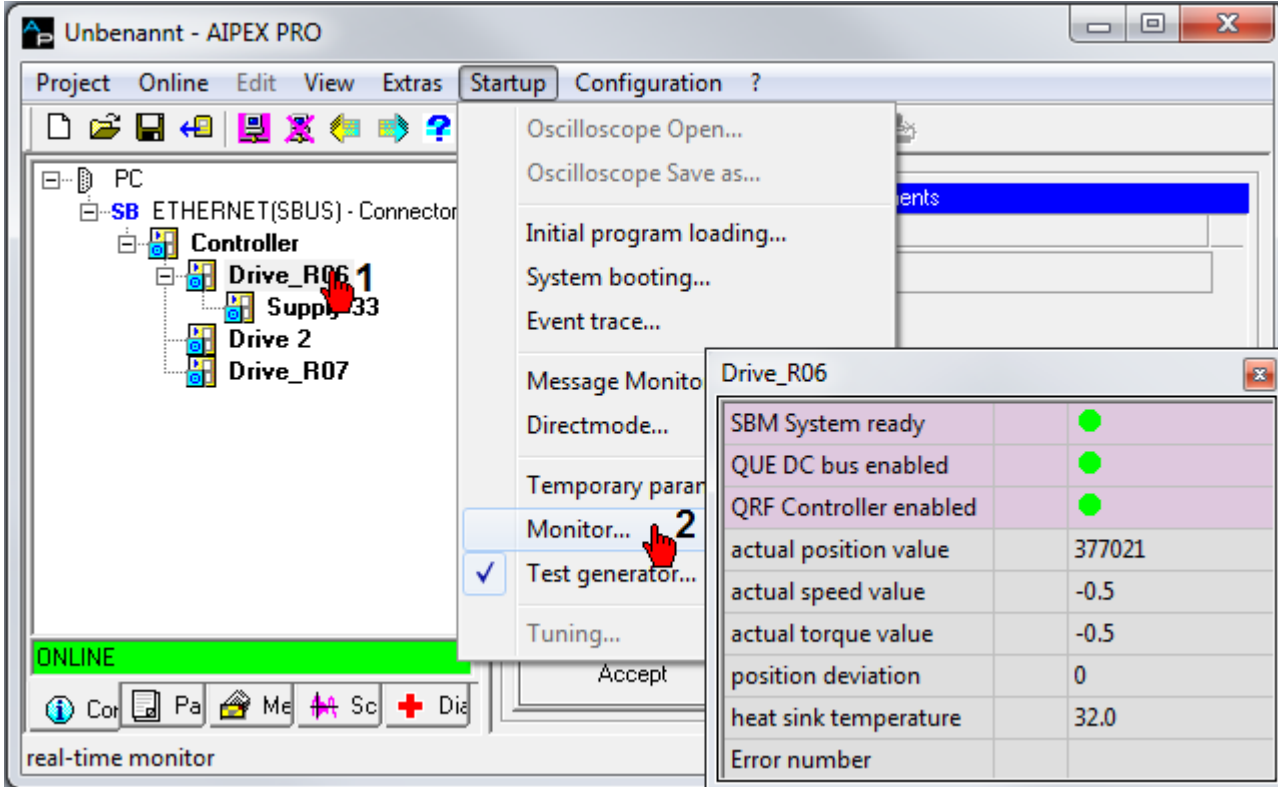 Unbenannt - AIPEX PRO
Project Online Edit View Extras Startup Configuration ?
PC
SB ETHERNET(SBUS) - Connector
Controller
Drive_R06 1
Supply 33
Drive 2
Drive_R07
ONLINE
Cor Pa Me Sc Dia
real-time monitor
Oscilloscope Open...
Oscilloscope Save as...
Initial program loading...
System booting...
Event trace...
Message Monito
Directmode...
Temporary paran
Monitor... 2
Test generator...
Tuning...
ents
Accept
Drive_R06
SBM System ready
QUE DC bus enabled
QRF Controller enabled
actual position value 377021
actual speed value -0.5
actual torque value -0.5
position deviation 0
heat sink temperature 32.0
Error number